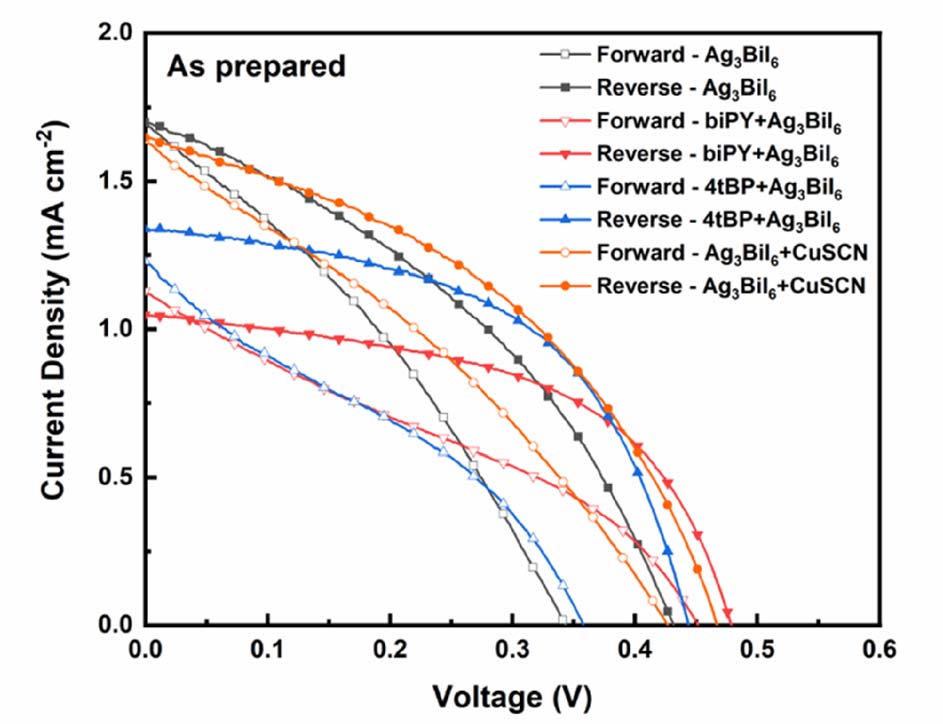 As prepared
Forward - Ag₃BiI₆
Reverse - Ag₃BiI₆
Forward - biPY+Ag₃BiI₆
Reverse - biPY+Ag₃BiI₆
Forward - 4tBP+Ag₃BiI₆
Reverse - 4tBP+Ag₃BiI₆
Forward - Ag₃BiI₆+CuSCN
Reverse - Ag₃BiI₆+CuSCN
Current Density (mA cm⁻²)
2.0
1.5
1.0
0.5
0.0
0.0 0.1 0.2 0.3 0.4 0.5 0.6
Voltage (V)